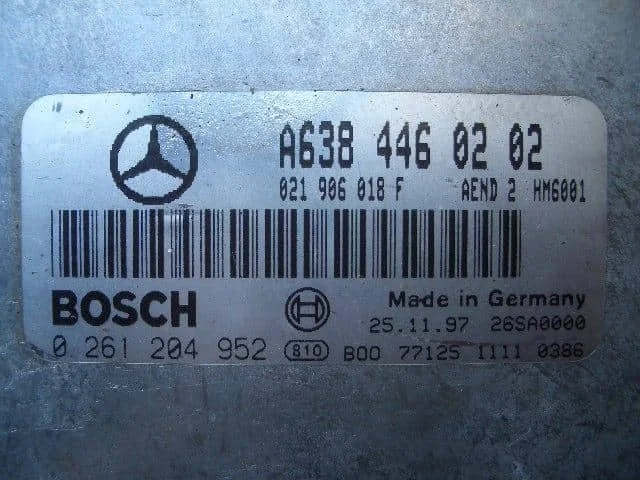 A638 446 02 02
021 906 018 F AEND 2 HM6001
BOSCH Made in Germany
25.11.97 26SA0000
0 261 204 952 810 B00 77125 1111 0386